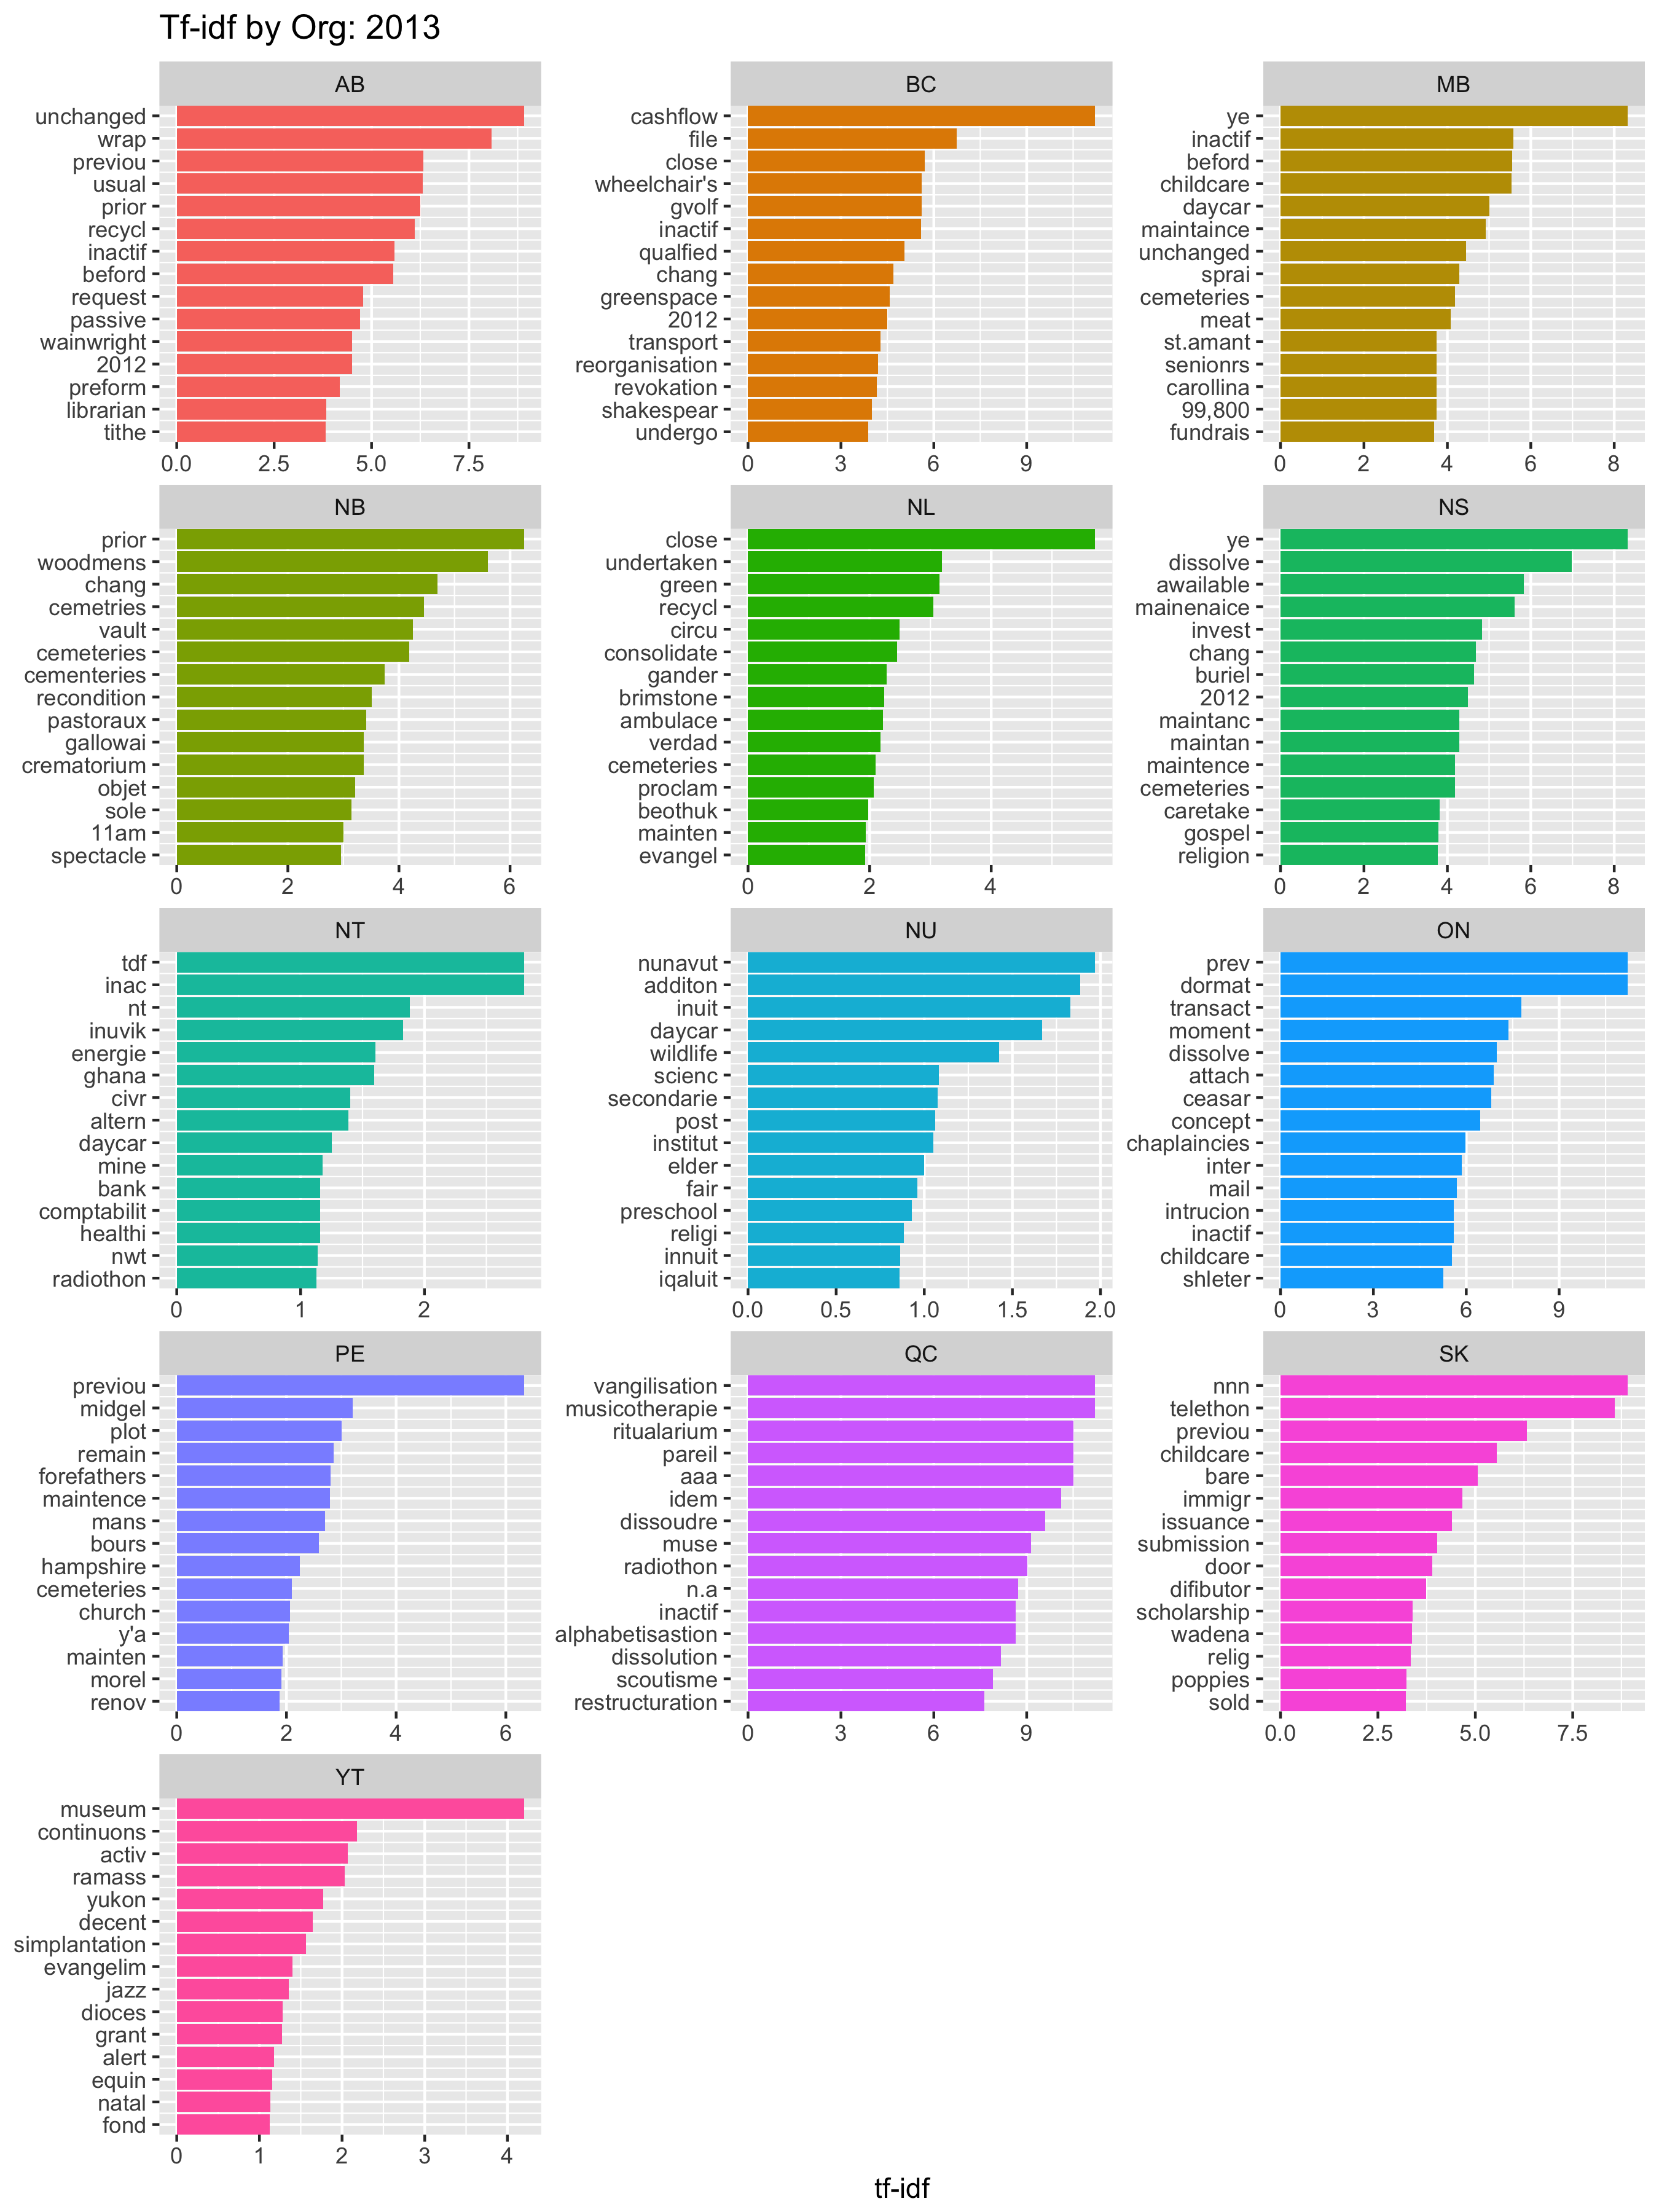 Tf-idf by Org: 2013
AB
unchanged
wrap
previou
usual
prior
recycl
inactif
beford
request
passive
wainwright
2012
preform
librarian
tithe
0.0 2.5 5.0 7.5
BC
cashflow
file
close
wheelchair's
gvolf
inactif
qualfied
chang
greenspace
2012
transport
reorganisation
revokation
shakespear
undergo
0 3 6 9
MB
ye
inactif
beford
childcare
daycar
maintaince
unchanged
sprai
cemeteries
meat
st.amant
senionrs
carollina
99,800
fundrais
0 2 4 6 8
NB
prior
woodmens
chang
cemetries
vault
cemeteries
cementeries
recondition
pastoraux
gallowai
crematorium
objet
sole
11am
spectacle
0 2 4 6
NL
close
undertaken
green
recycl
circu
consolidate
gander
brimstone
ambulace
verdad
cemeteries
proclam
beothuk
mainten
evangel
0 2 4
NS
ye
dissolve
awailable
mainenaice
invest
chang
buriel
2012
maintanc
maintan
maintence
cemeteries
caretake
gospel
religion
0 2 4 6 8
NT
tdf
inac
nt
inuvik
energie
ghana
civr
altern
daycar
mine
bank
comptabilit
healthi
nwt
radiothon
0 1 2
NU
nunavut
additon
inuit
daycar
wildlife
scienc
secondarie
post
institut
elder
fair
preschool
religi
innuit
iqaluit
0.0 0.5 1.0 1.5 2.0
ON
prev
dormat
transact
moment
dissolve
attach
ceasar
concept
chaplaincies
inter
mail
intrucion
inactif
childcare
shleter
0 3 6 9
PE
previou
midgel
plot
remain
forefathers
maintence
mans
bours
hampshire
cemeteries
church
y'a
mainten
morel
renov
0 2 4 6
QC
vangilisation
musicotherapie
ritualarium
pareil
aaa
idem
dissoudre
muse
radiothon
n.a
inactif
alphabetisastion
dissolution
scoutisme
restructuration
0 3 6 9
SK
nnn
telethon
previou
childcare
bare
immigr
issuance
submission
door
difibutor
scholarship
wadena
relig
poppies
sold
0.0 2.5 5.0 7.5
YT
museum
continuons
activ
ramass
yukon
decent
simplantation
evangelim
jazz
dioces
grant
alert
equin
natal
fond
0 1 2 3 4
tf-idf